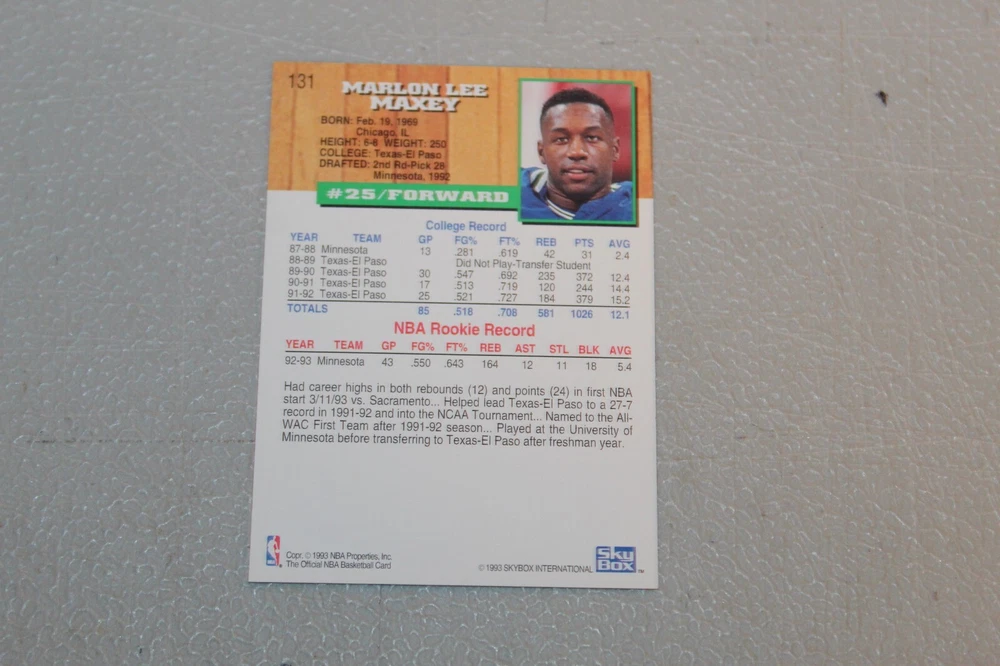 131
MARLON LEE
MAXEY
BORN: Feb. 19, 1969
Chicago, IL
HEIGHT: 6-8 WEIGHT: 250
COLLEGE: Texas-El Paso
DRAFTED: 2nd Rd-Pick 28
Minnesota, 1992
#25/FORWARD
College Record
YEAR TEAM GP FG% FT% REB PTS AVG
87-88 Minnesota 13 .281 .619 42 31 2.4
88-89 Texas-El Paso Did Not Play-Transfer Student
89-90 Texas-El Paso 30 .547 .692 235 372 12.4
90-91 Texas-El Paso 17 .513 .719 120 244 14.4
91-92 Texas-El Paso 25 .521 .727 184 379 15.2
TOTALS 85 .518 .708 581 1026 12.1
NBA Rookie Record
YEAR TEAM GP FG% FT% REB AST STL BLK AVG
92-93 Minnesota 43 .550 .643 164 12 11 18 5.4
Had career highs in both rebounds (12) and points (24) in first NBA
start 3/11/93 vs. Sacramento... Helped lead Texas-El Paso to a 27-7
record in 1991-92 and into the NCAA Tournament... Named to the All-
WAC First Team after 1991-92 season... Played at the University of
Minnesota before transferring to Texas-El Paso after freshman year.
Copr. © 1993 NBA Properties, Inc.
The Official NBA Basketball Card
© 1993 SKYBOX INTERNATIONAL
Sky
Box
TM